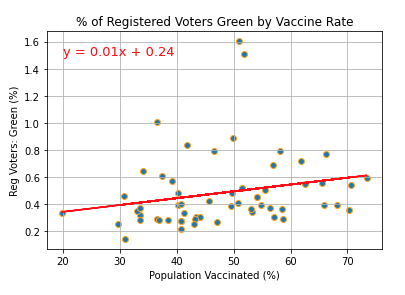 % of Registered Voters Green by Vaccine Rate
y = 0.01x + 0.24
Reg Voters: Green (%)
1.6
1.4
1.2
1.0
0.8
0.6
0.4
0.2
20 30 40 50 60 70
Population Vaccinated (%)